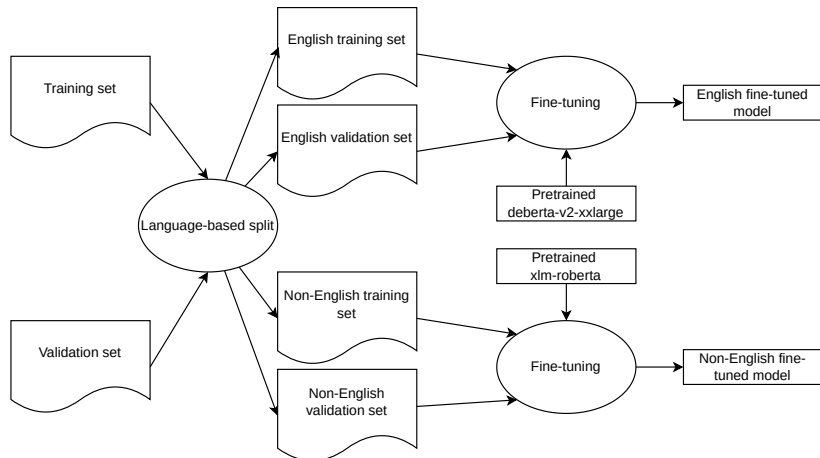 English training set
Training set
Fine-tuning
English fine-tuned
model
English validation set
Pretrained
deberta-v2-xxlarge
Language-based split
Pretrained
xlm-roberta
Non-English training
set
Validation set
Fine-tuning
Non-English fine-
tuned model
Non-English
validation set